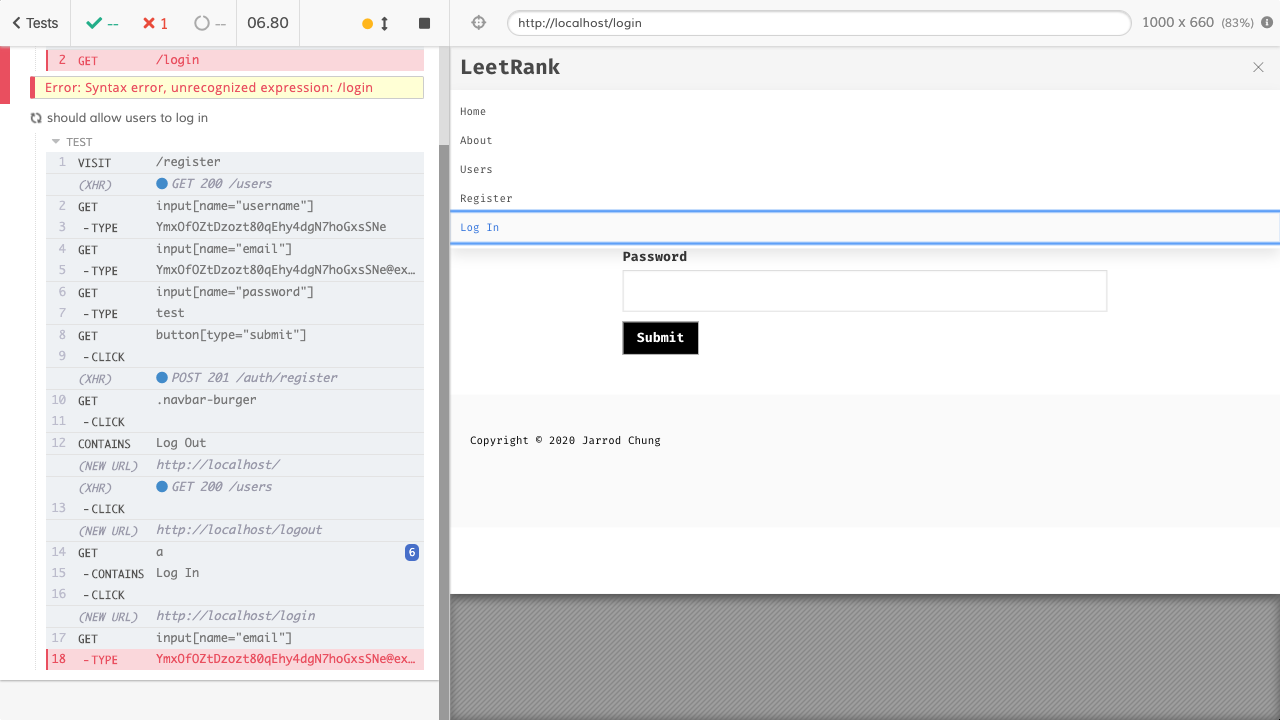 Tests
--
1
--
06.80
http://localhost/login
1000 x 660 (83%)
2 GET /login
Error: Syntax error, unrecognized expression: /login
should allow users to log in
TEST
1 VISIT /register
(XHR) GET 200 /users
2 GET input[name="username"]
3 -TYPE YmxOfOZtDzozt80qEhy4dgN7hoGxsSNe
4 GET input[name="email"]
5 -TYPE YmxOfOZtDzozt80qEhy4dgN7hoGxsSNe@ex…
6 GET input[name="password"]
7 -TYPE test
8 GET button[type="submit"]
9 -CLICK
(XHR) POST 201 /auth/register
10 GET .navbar-burger
11 -CLICK
12 CONTAINS Log Out
(NEW URL) http://localhost/
(XHR) GET 200 /users
13 -CLICK
(NEW URL) http://localhost/logout
14 GET a 6
15 -CONTAINS Log In
16 -CLICK
(NEW URL) http://localhost/login
17 GET input[name="email"]
18 -TYPE YmxOfOZtDzozt80qEhy4dgN7hoGxsSNe@ex…
LeetRank
Home
About
Users
Register
Log In
Password
Submit
Copyright © 2020 Jarrod Chung